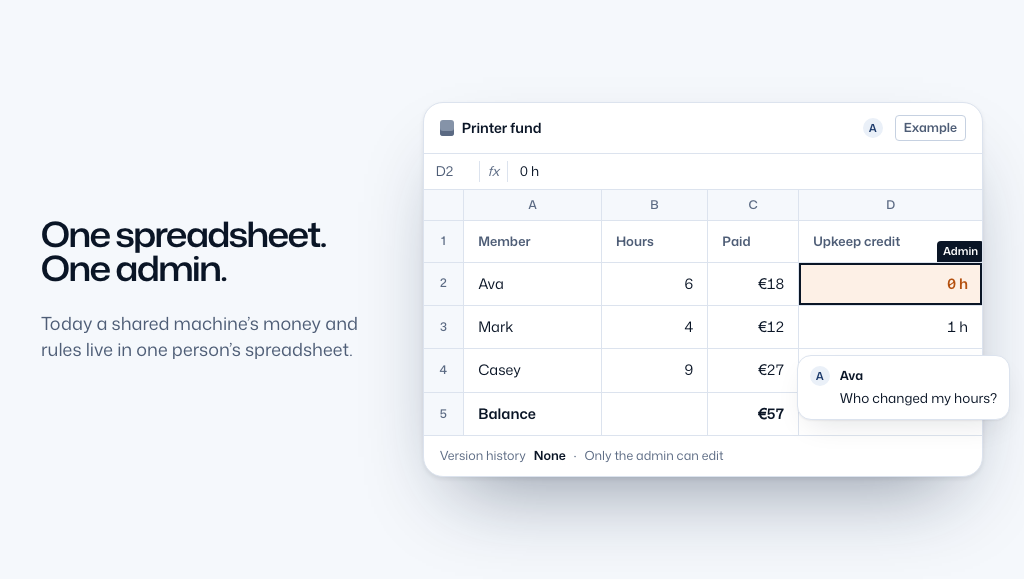 One spreadsheet.
One admin.
Today a shared machine’s money and
rules live in one person’s spreadsheet.
Printer fund
A
Example
D2 fx 0 h
A B C D
1 Member Hours Paid Upkeep credit
Admin
2 Ava 6 €18 0 h
3 Mark 4 €12 1 h
4 Casey 9 €27
A Ava
Who changed my hours?
5 Balance €57
Version history None · Only the admin can edit